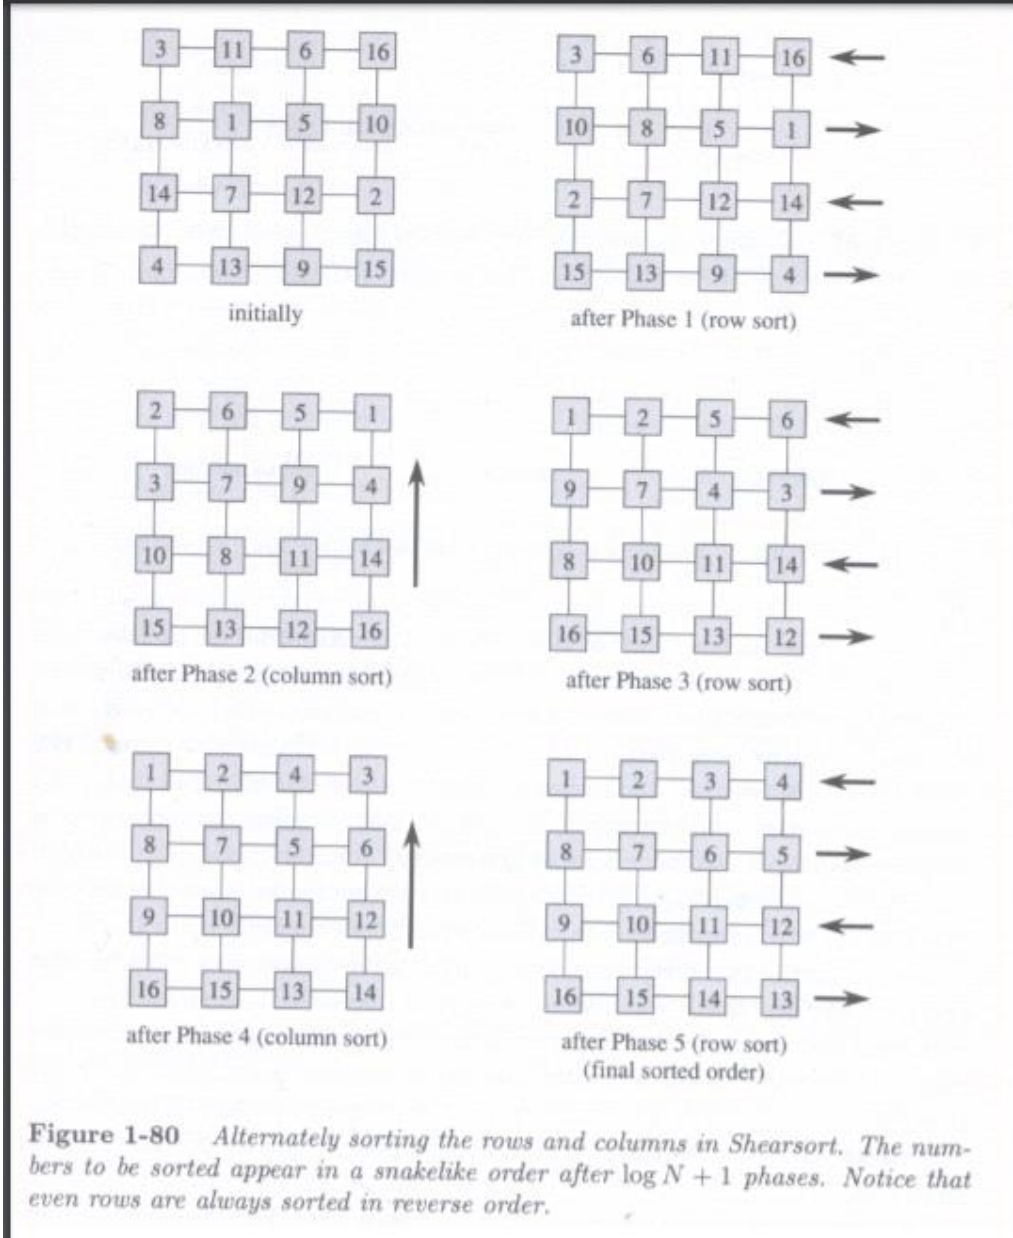 3 11 6 16
8 1 5 10
14 7 12 2
4 13 9 15
initially
3 6 11 16
10 8 5 1
2 7 12 14
15 13 9 4
after Phase 1 (row sort)
2 6 5 1
3 7 9 4
10 8 11 14
15 13 12 16
after Phase 2 (column sort)
1 2 5 6
9 7 4 3
8 10 11 14
16 15 13 12
after Phase 3 (row sort)
1 2 4 3
8 7 5 6
9 10 11 12
16 15 13 14
after Phase 4 (column sort)
1 2 3 4
8 7 6 5
9 10 11 12
16 15 14 13
after Phase 5 (row sort)
(final sorted order)
Figure 1-80 Alternately sorting the rows and columns in Shearsort. The num-
bers to be sorted appear in a snakelike order after log N + 1 phases. Notice that
even rows are always sorted in reverse order.